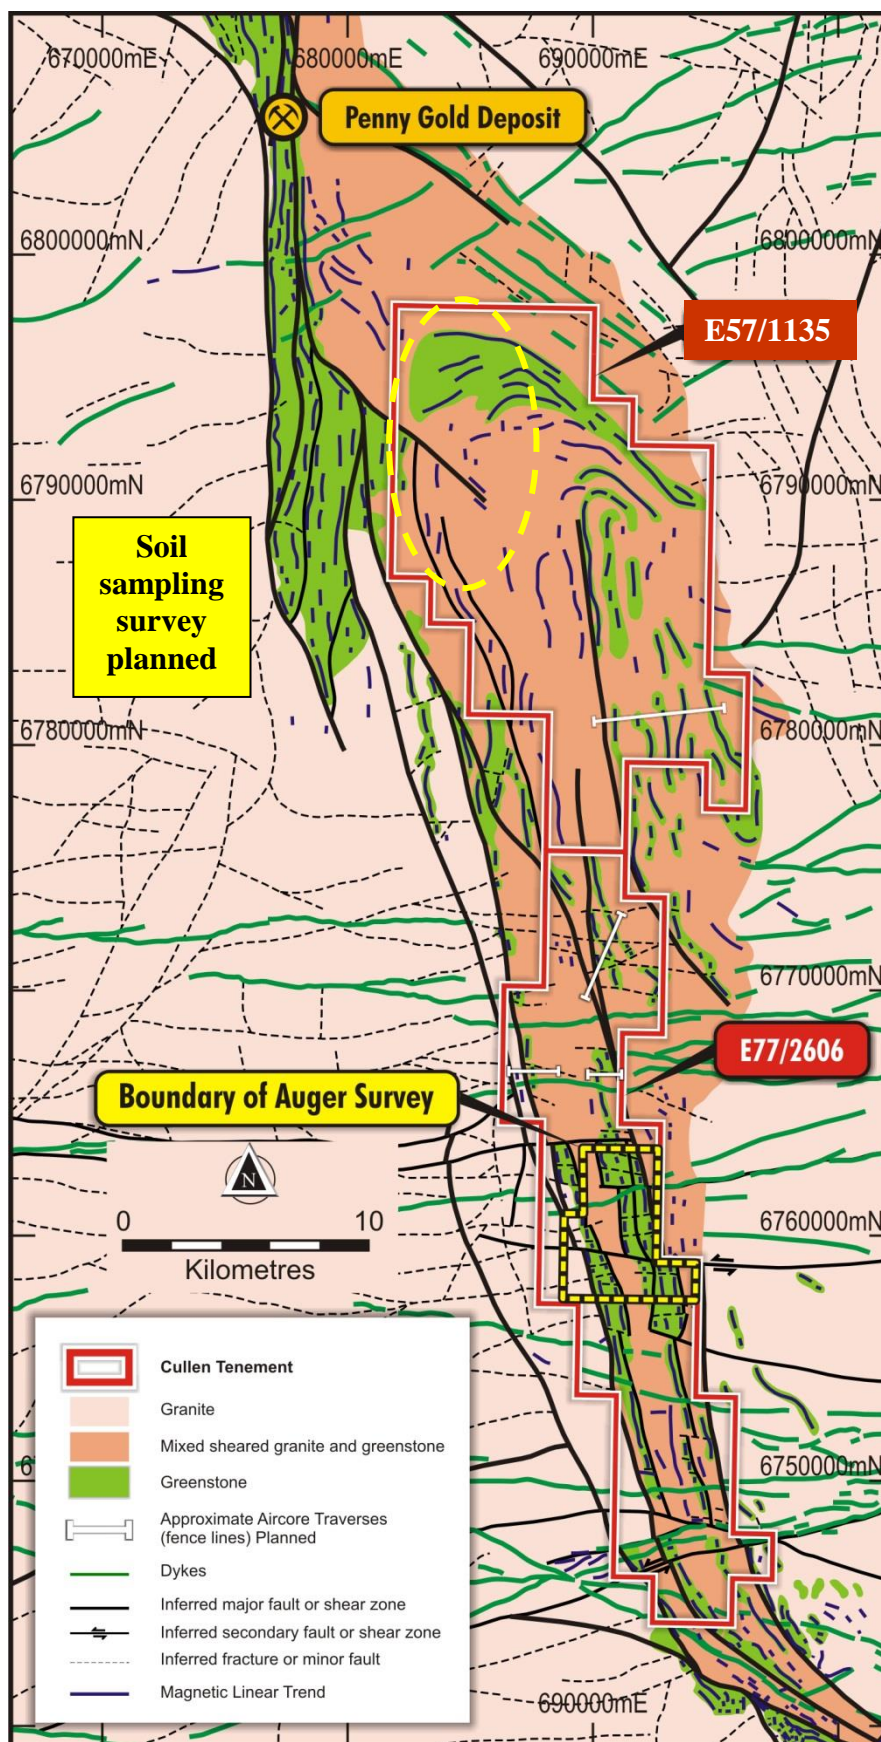 670000mE
680000mE
690000mE
Penny Gold Deposit
6800000mN
6800000mN
E57/1135
6790000mN
6790000mN
Soil
sampling
survey
planned
6780000mN
6780000mN
6770000mN
E77/2606
Boundary of Auger Survey
N
0
10
Kilometres
6760000mN
Cullen Tenement
Granite
Mixed sheared granite and greenstone
6750000mN
Greenstone
Approximate Aircore Traverses
(fence lines) Planned
Dykes
Inferred major fault or shear zone
Inferred secondary fault or shear zone
Inferred fracture or minor fault
Magnetic Linear Trend
690000mE